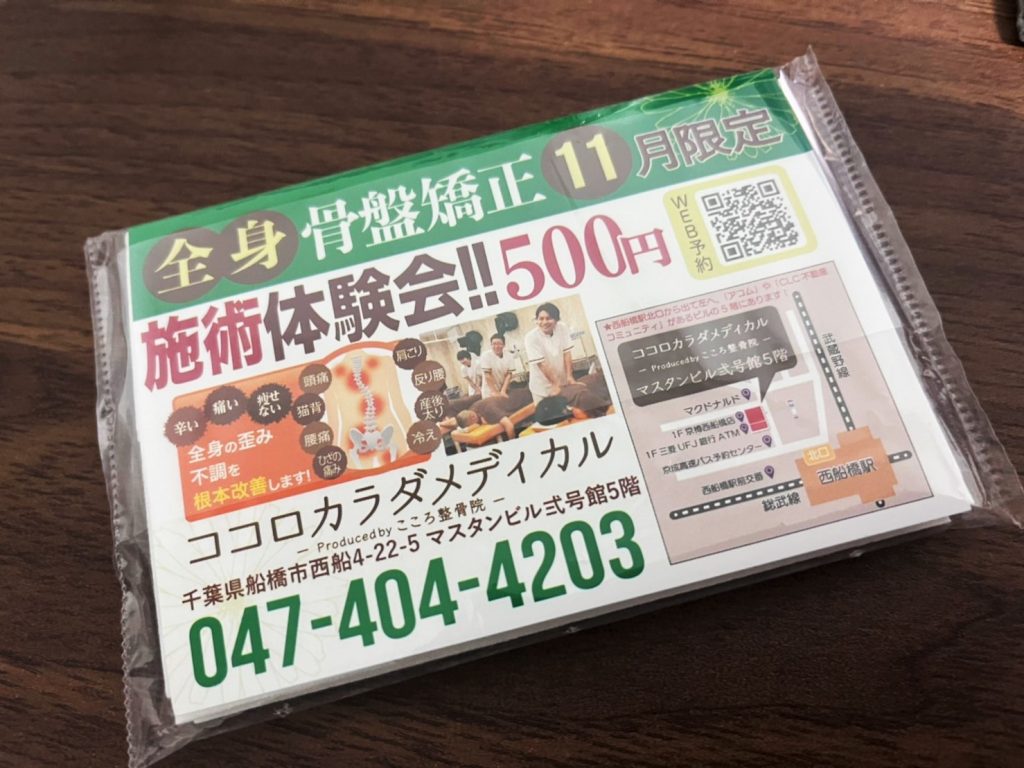 全身骨盤矯正11月限定
施術体験会!!500円
WEB予約
辛い
痛い
痩せない
頭痛
猫背
腰痛
ひざの痛み
肩こり
反り腰
産後太り
冷え
全身の歪み
不調を
根本改善します!
ココロカラダメディカル
− Produced by こころ整骨院 −
千葉県船橋市西船4-22-5 マスタンビル弐号館5階
047-404-4203
★西船橋駅北口から出て左へ、「アコム」や「CLC不動産
コミュニティ」があるビルの5階にあります!
ココロカラダメディカル
− Produced by こころ整骨院 −
マスタンビル弐号館5階
マクドナルド
1F 京樽西船橋店
1F 三菱UFJ銀行ATM
京成高速バス予約センター
西船橋駅前交番
武蔵野線
総武線
北口
西船橋駅